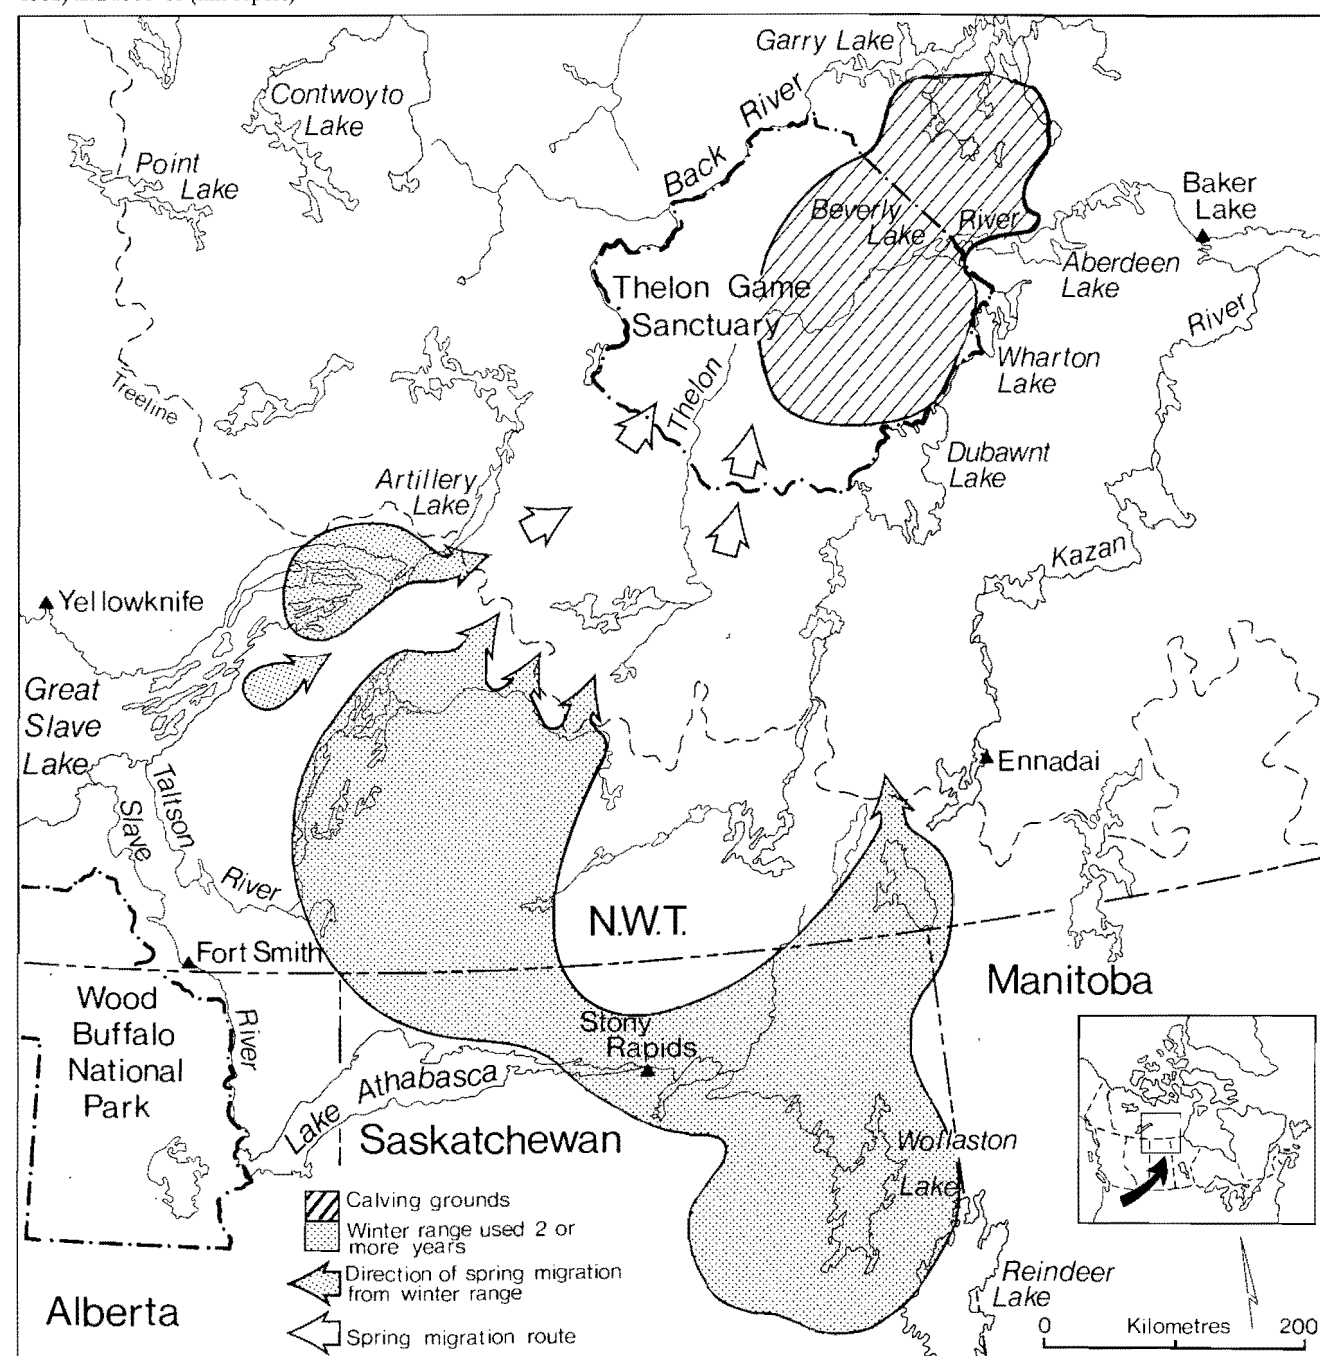 Garry Lake
Contwoyto
Lake
River
Back
Point
Lake
Baker
Lake
Beverly
Lake
River
Aberdeen
Lake
Thelon Game
Sanctuary
River
Wharton
Lake
Treeline
Thelon
Dubawnt
Lake
Artillery
Lake
Kazan
Yellowknife
Great
Slave
Lake
Ennadai
Taltson
Slave
River
N.W.T.
Fort Smith
Manitoba
Wood
Buffalo
National
Park
River
Stony
Rapids
Lake Athabasca
Saskatchewan
Wollaston
Lake
Calving grounds
Winter range used 2 or
more years
Direction of spring migration
from winter range
Spring migration route
Reindeer
Lake
Alberta
0 Kilometres 200